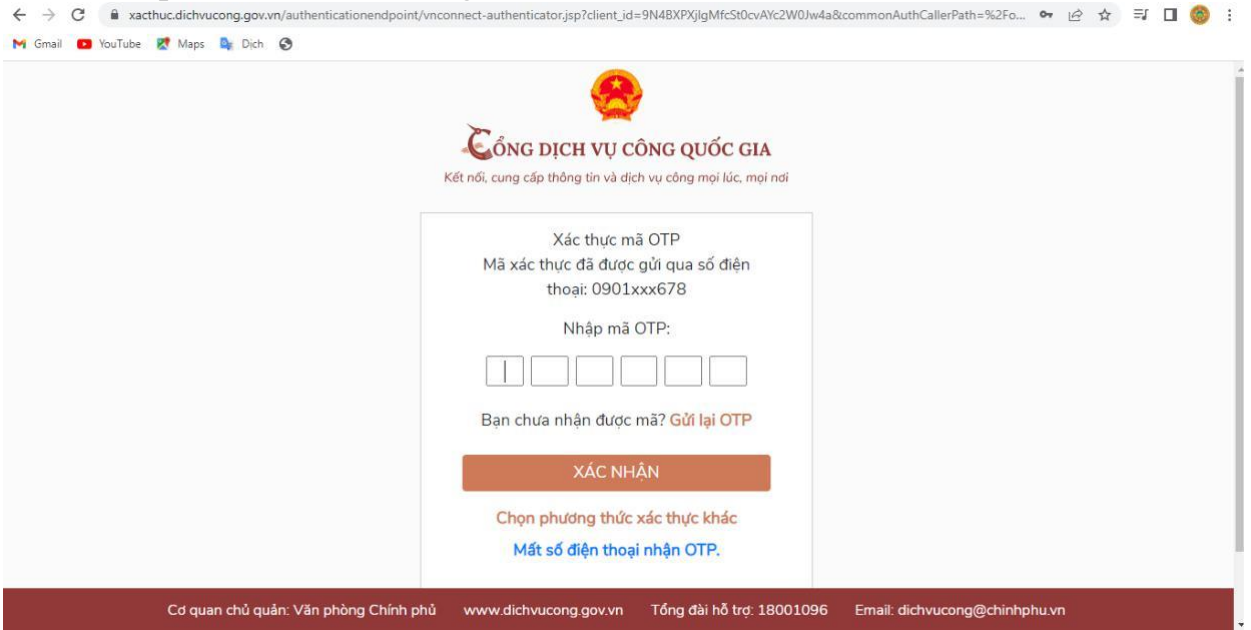 xacthuc.dichvucong.gov.vn/authenticationendpoint/vnconnect-authenticator.jsp?client_id=9N4BXPXjlgMfcSt0cvAYc2W0Jw4a&commonAuthCallerPath=%2Fo...
Gmail YouTube Maps Dịch
CỔNG DỊCH VỤ CÔNG QUỐC GIA
Kết nối, cung cấp thông tin và dịch vụ công mọi lúc, mọi nơi
Xác thực mã OTP
Mã xác thực đã được gửi qua số điện
thoại: 0901xxx678
Nhập mã OTP:
Bạn chưa nhận được mã? Gửi lại OTP
XÁC NHẬN
Chọn phương thức xác thực khác
Mất số điện thoại nhận OTP.
Cơ quan chủ quản: Văn phòng Chính phủ www.dichvucong.gov.vn Tổng đài hỗ trợ: 18001096 Email: dichvucong@chinhphu.vn